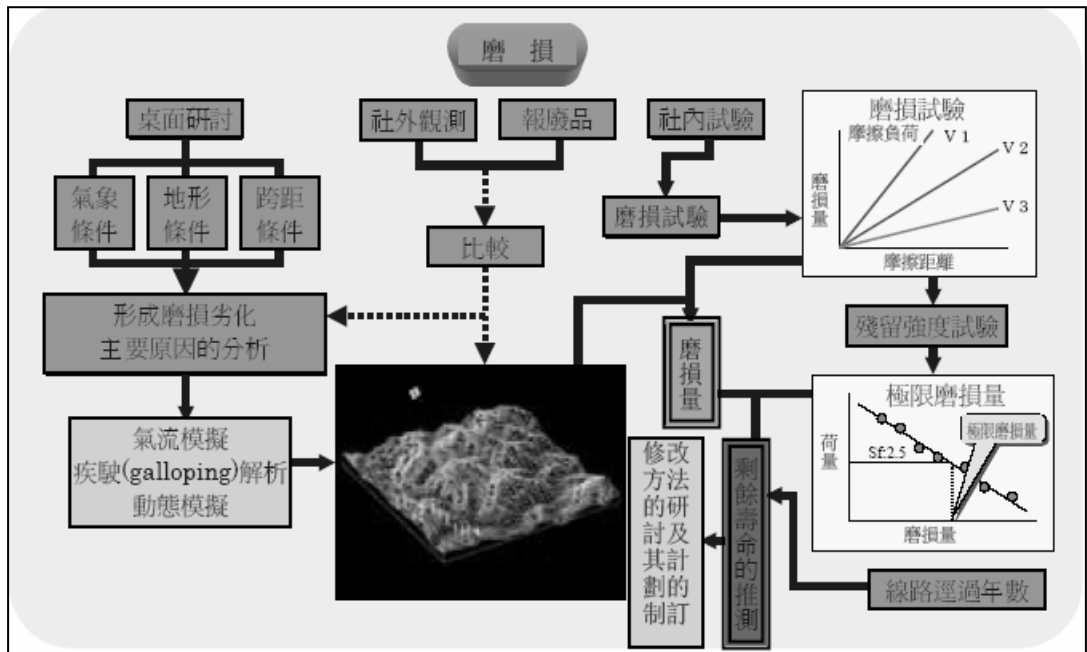 磨 損
桌面研討
社外觀測
報廢品
社內試驗
氣象
條件
地形
條件
跨距
條件
比較
磨損試驗
磨損試驗
摩擦負荷
V 1
V 2
V 3
磨損量
摩擦距離
形成磨損劣化
主要原因的分析
磨損量
殘留強度試驗
氣流模擬
疾駛(galloping)解析
動態模擬
極限磨損量
極限磨損量
荷量
Sf:2.5
磨損量
修改
方法
的研
討及
其計
劃的
制訂
剩餘壽命的推測
線路逕過年數